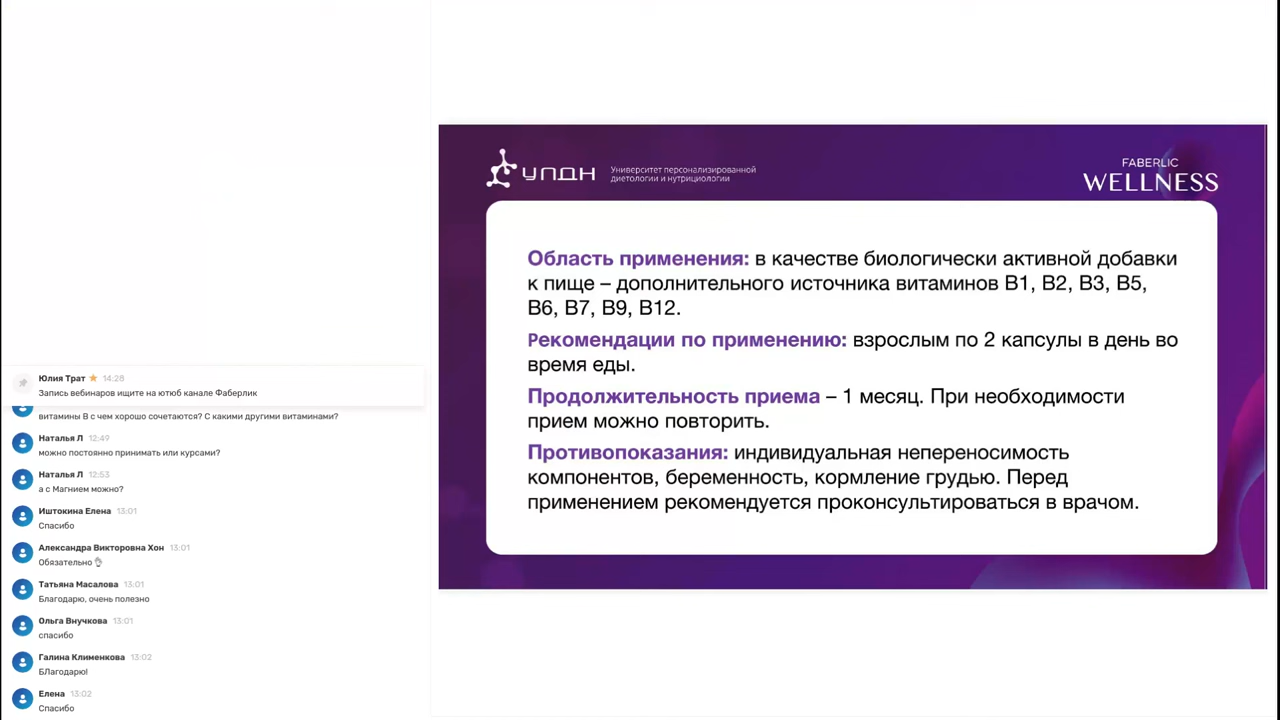 Юлия Трат 14:28
Запись вебинаров ищите на ютюб канале Фаберлик
витамины В с чем хорошо сочетаются? С какими другими витаминами?
Наталья Л 12:49
можно постоянно принимать или курсами?
Наталья Л 12:53
а с Магнием можно?
Иштокина Елена 13:01
Спасибо
Александра Викторовна Хон 13:01
Обязательно👌
Татьяна Масалова 13:01
Благодарю, очень полезно
Ольга Внучкова 13:01
спасибо
Галина Клименкова 13:02
БЛагодарю!
Елена 13:02
Спасибо
УПДН
Университет персонализированной
диетологии и нутрициологии
FABERLIC
WELLNESS
Область применения: в качестве биологически активной добавки
к пище – дополнительного источника витаминов В1, В2, В3, В5,
В6, В7, В9, В12.
Рекомендации по применению: взрослым по 2 капсулы в день во
время еды.
Продолжительность приема – 1 месяц. При необходимости
прием можно повторить.
Противопоказания: индивидуальная непереносимость
компонентов, беременность, кормление грудью. Перед
применением рекомендуется проконсультироваться в врачом.